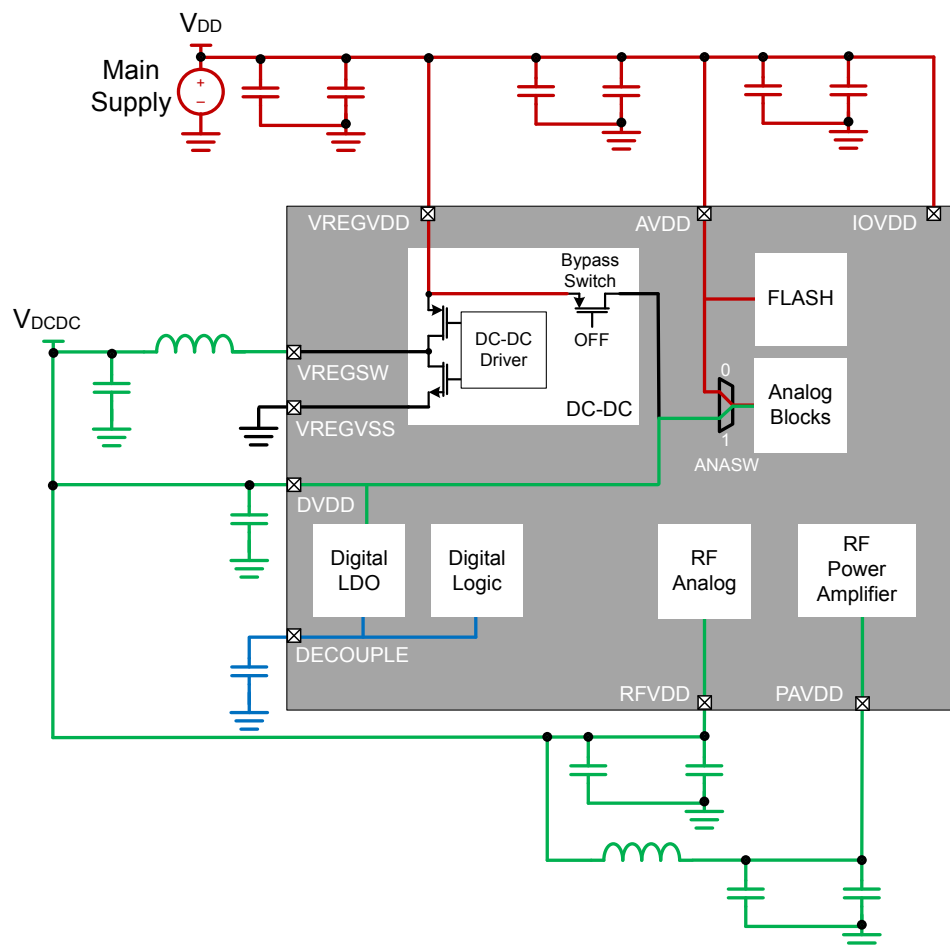 VDD
Main
Supply
+
−
VREGVDD
AVDD
IOVDD
Bypass
Switch
OFF
DC-DC
Driver
DC-DC
FLASH
0
Analog
Blocks
1
ANASW
VDCDC
VREGSW
VREGVSS
DVDD
Digital
LDO
Digital
Logic
RF
Analog
RF
Power
Amplifier
DECOUPLE
RFVDD
PAVDD